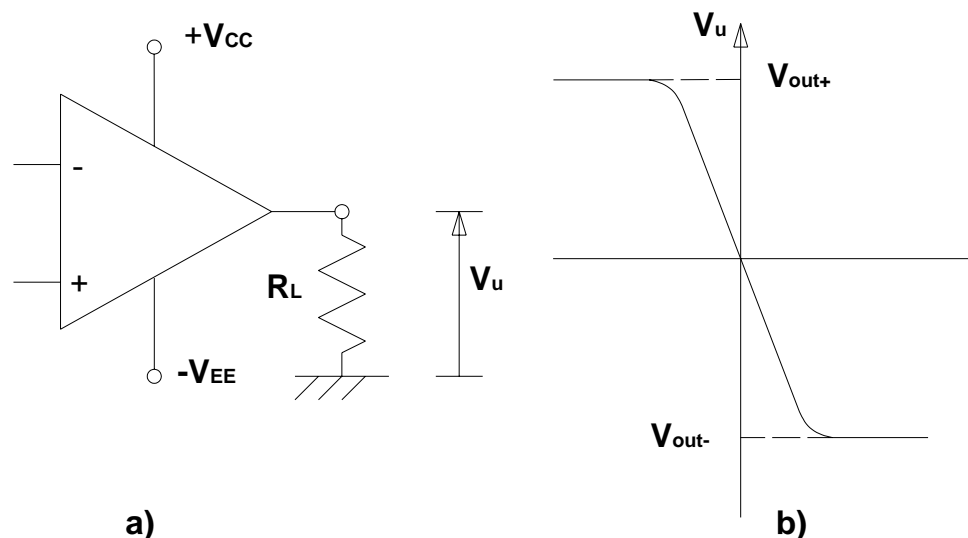 +VCC
-
+
RL
Vu
-VEE
a)
Vu
Vout+
Vout-
b)